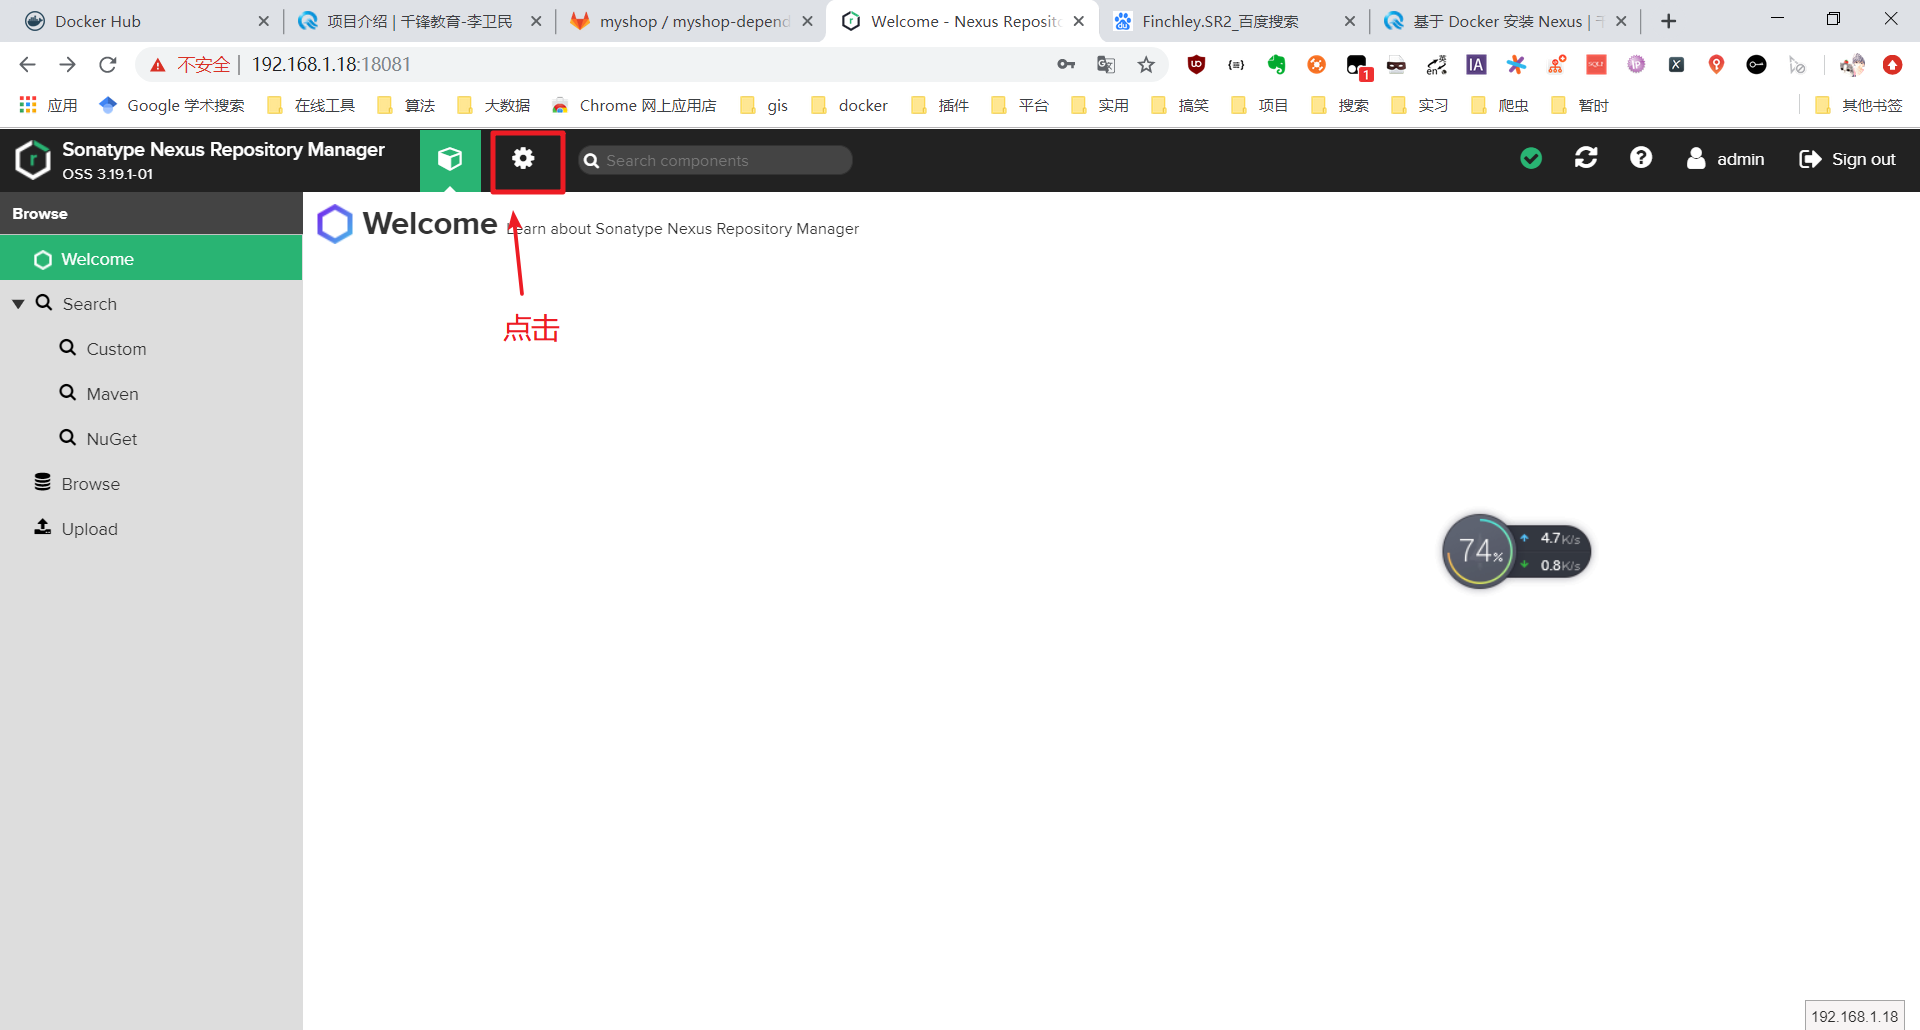 Docker Hub
项目介绍 | 千锋教育-李卫民
myshop / myshop-depend
Welcome - Nexus Reposito
Finchley.SR2_百度搜索
基于 Docker 安装 Nexus | 千
不安全 | 192.168.1.18:18081
应用
Google 学术搜索
在线工具
算法
大数据
Chrome 网上应用店
gis
docker
插件
平台
实用
搞笑
项目
搜索
实习
爬虫
暂时
其他书签
Sonatype Nexus Repository Manager
OSS 3.19.1-01
Search components
admin
Sign out
Browse
Welcome
Search
Custom
Maven
NuGet
Browse
Upload
Welcome
Learn about Sonatype Nexus Repository Manager
点击
74%
4.7K/s
0.8K/s
192.168.1.18